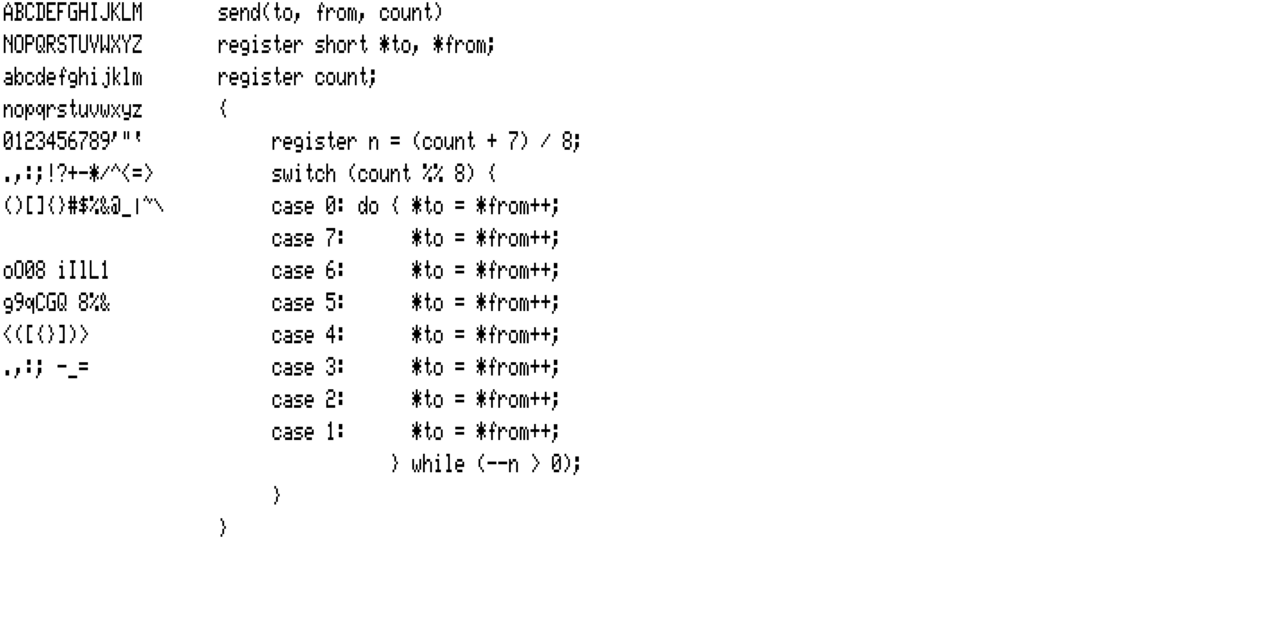 ABCDEFGHIJKLM send(to, from, count)
NOPQRSTUVWXYZ register short *to, *from;
abcdefghijklm register count;
nopqrstuvwxyz {
0123456789'"' register n = (count + 7) / 8;
.,:;!?+-*/^<=> switch (count %% 8) {
()[]{}#$%&@_|~\ case 0: do { *to = *from++;
case 7: *to = *from++;
oO08 iIlL1 case 6: *to = *from++;
g9qCGQ 8%& case 5: *to = *from++;
<([{}])> case 4: *to = *from++;
.,:; -_= case 3: *to = *from++;
case 2: *to = *from++;
case 1: *to = *from++;
} while (--n > 0);
}
}